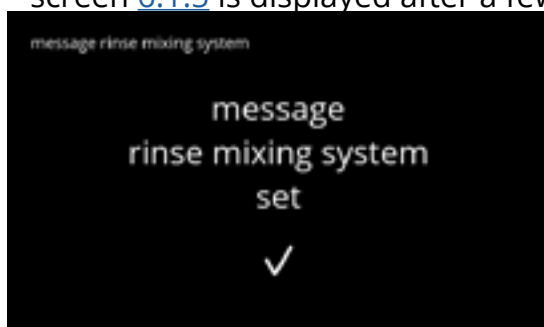 screen 6.1.5 is displayed after a few
message rinse mixing system
message
rinse mixing system
set